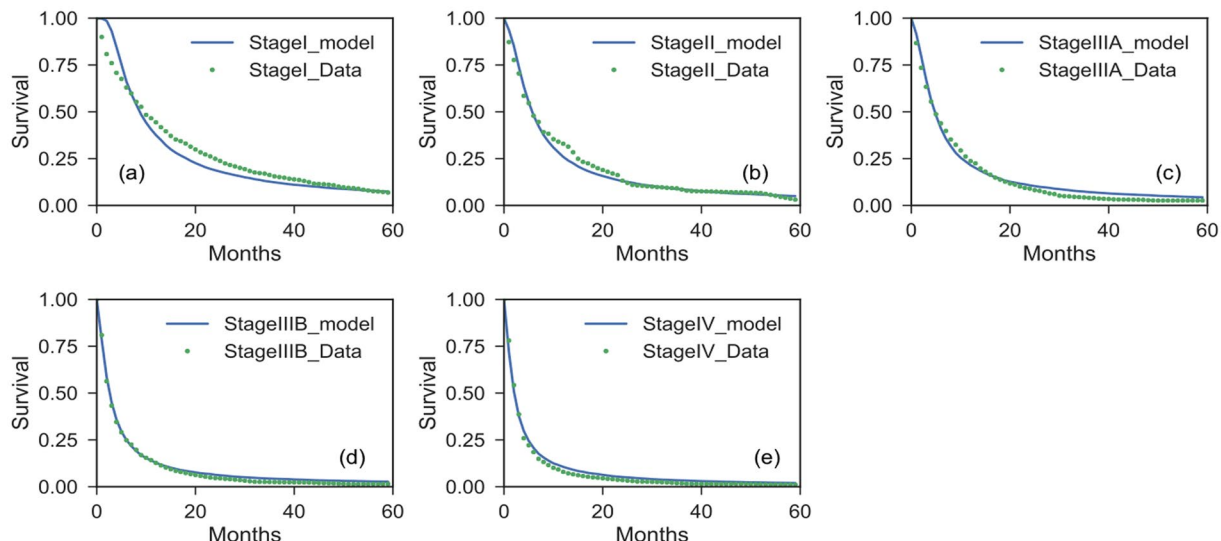 1.00
0.75
0.50
0.25
0.00
Survival
StageI_model
StageI_Data
(a)
0 20 40 60
Months
1.00
0.75
0.50
0.25
0.00
Survival
StageII_model
StageII_Data
(b)
0 20 40 60
Months
1.00
0.75
0.50
0.25
0.00
Survival
StageIIIA_model
StageIIIA_Data
(c)
0 20 40 60
Months
1.00
0.75
0.50
0.25
0.00
Survival
StageIIIB_model
StageIIIB_Data
(d)
0 20 40 60
Months
1.00
0.75
0.50
0.25
0.00
Survival
StageIV_model
StageIV_Data
(e)
0 20 40 60
Months